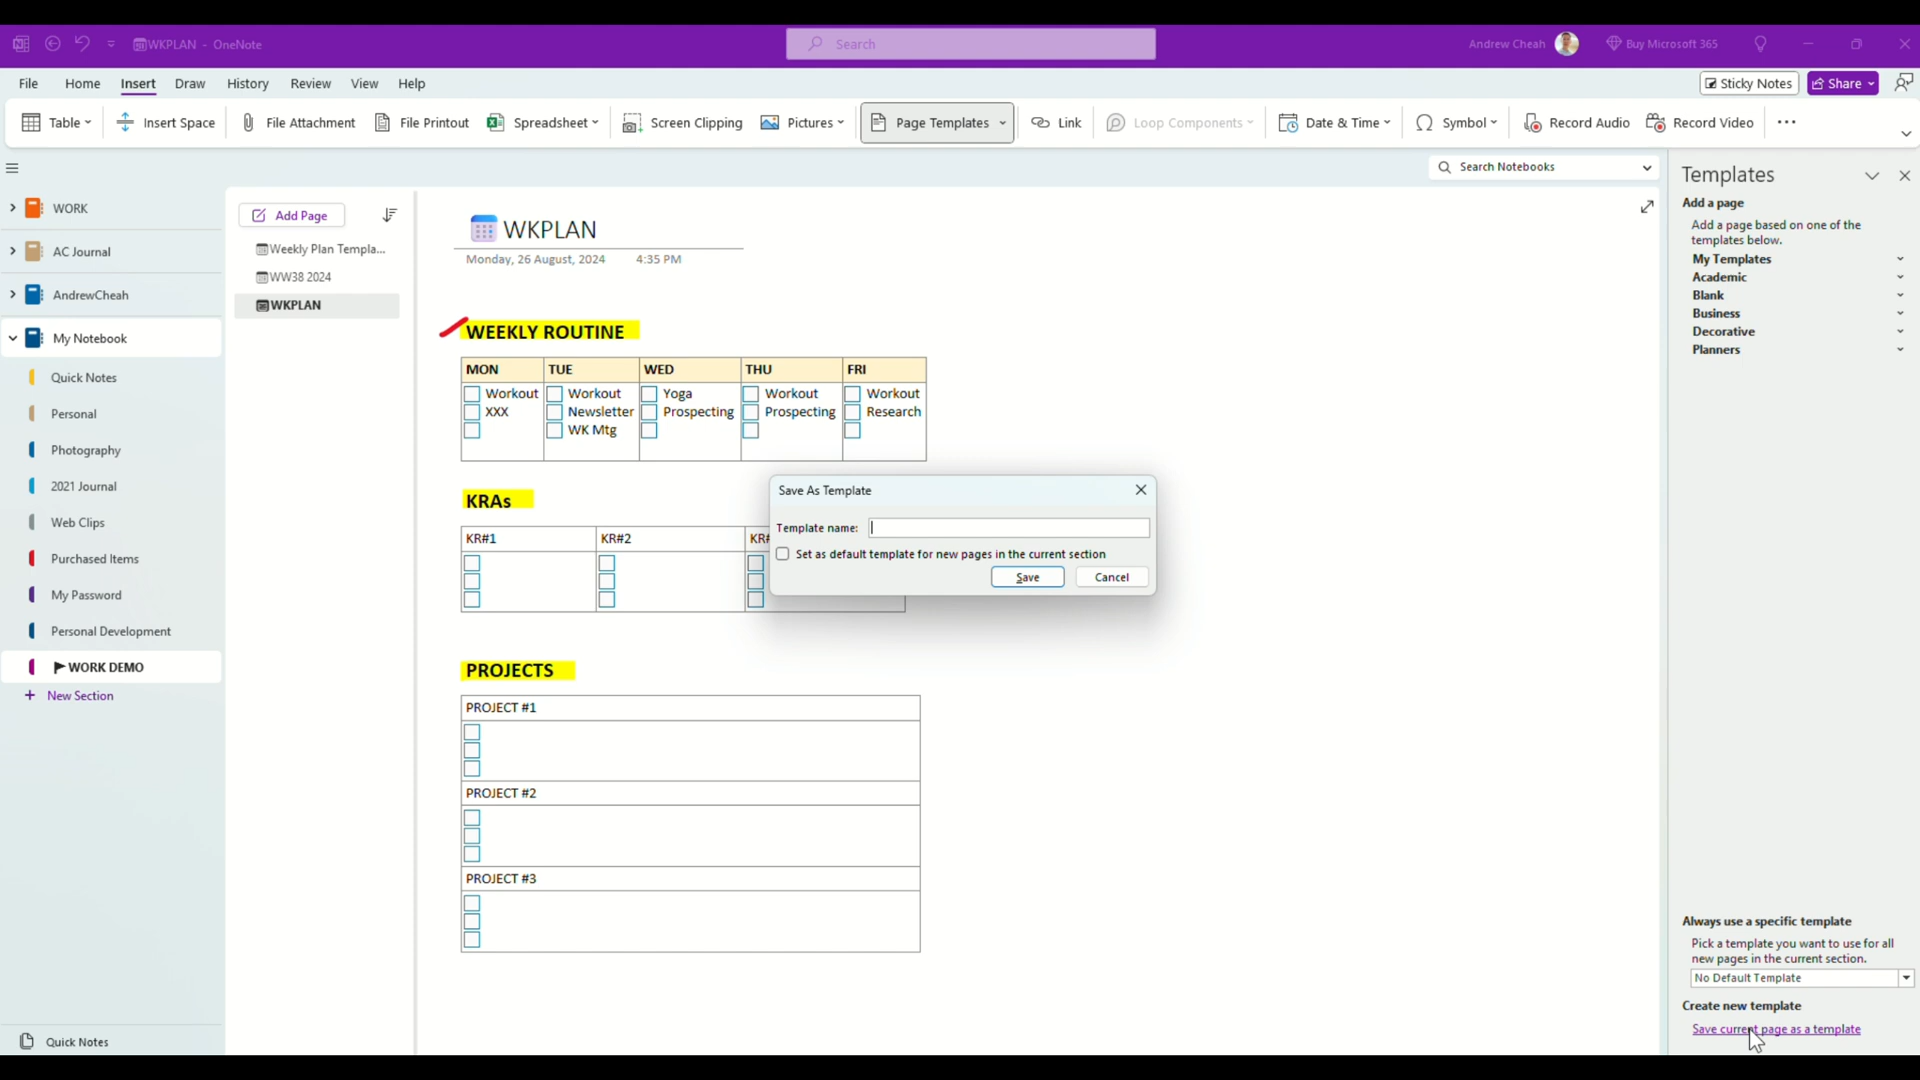 WKPLAN - OneNote
Search
Andrew Cheah
Buy Microsoft 365
File Home Insert Draw History Review View Help
Sticky Notes
Share
Table
Insert Space
File Attachment
File Printout
Spreadsheet
Screen Clipping
Pictures
Page Templates
Link
Loop Components
Date & Time
Symbol
Record Audio
Record Video
Search Notebooks
WORK
AC Journal
AndrewCheah
My Notebook
Quick Notes
Personal
Photography
2021 Journal
Web Clips
Purchased Items
My Password
Personal Development
WORK DEMO
+ New Section
Quick Notes
Add Page
Weekly Plan Templa...
WW38 2024
WKPLAN
WKPLAN
Monday, 26 August, 2024 4:35 PM
WEEKLY ROUTINE
MON TUE WED THU FRI
Workout Workout Yoga Workout Workout
XXX Newsletter Prospecting Prospecting Research
WK Mtg
KRAs
KR#1 KR#2 KR#
Save As Template
Template name:
Set as default template for new pages in the current section
Save Cancel
PROJECTS
PROJECT #1
PROJECT #2
PROJECT #3
Templates
Add a page
Add a page based on one of the
templates below.
My Templates
Academic
Blank
Business
Decorative
Planners
Always use a specific template
Pick a template you want to use for all
new pages in the current section.
No Default Template
Create new template
Save current page as a template